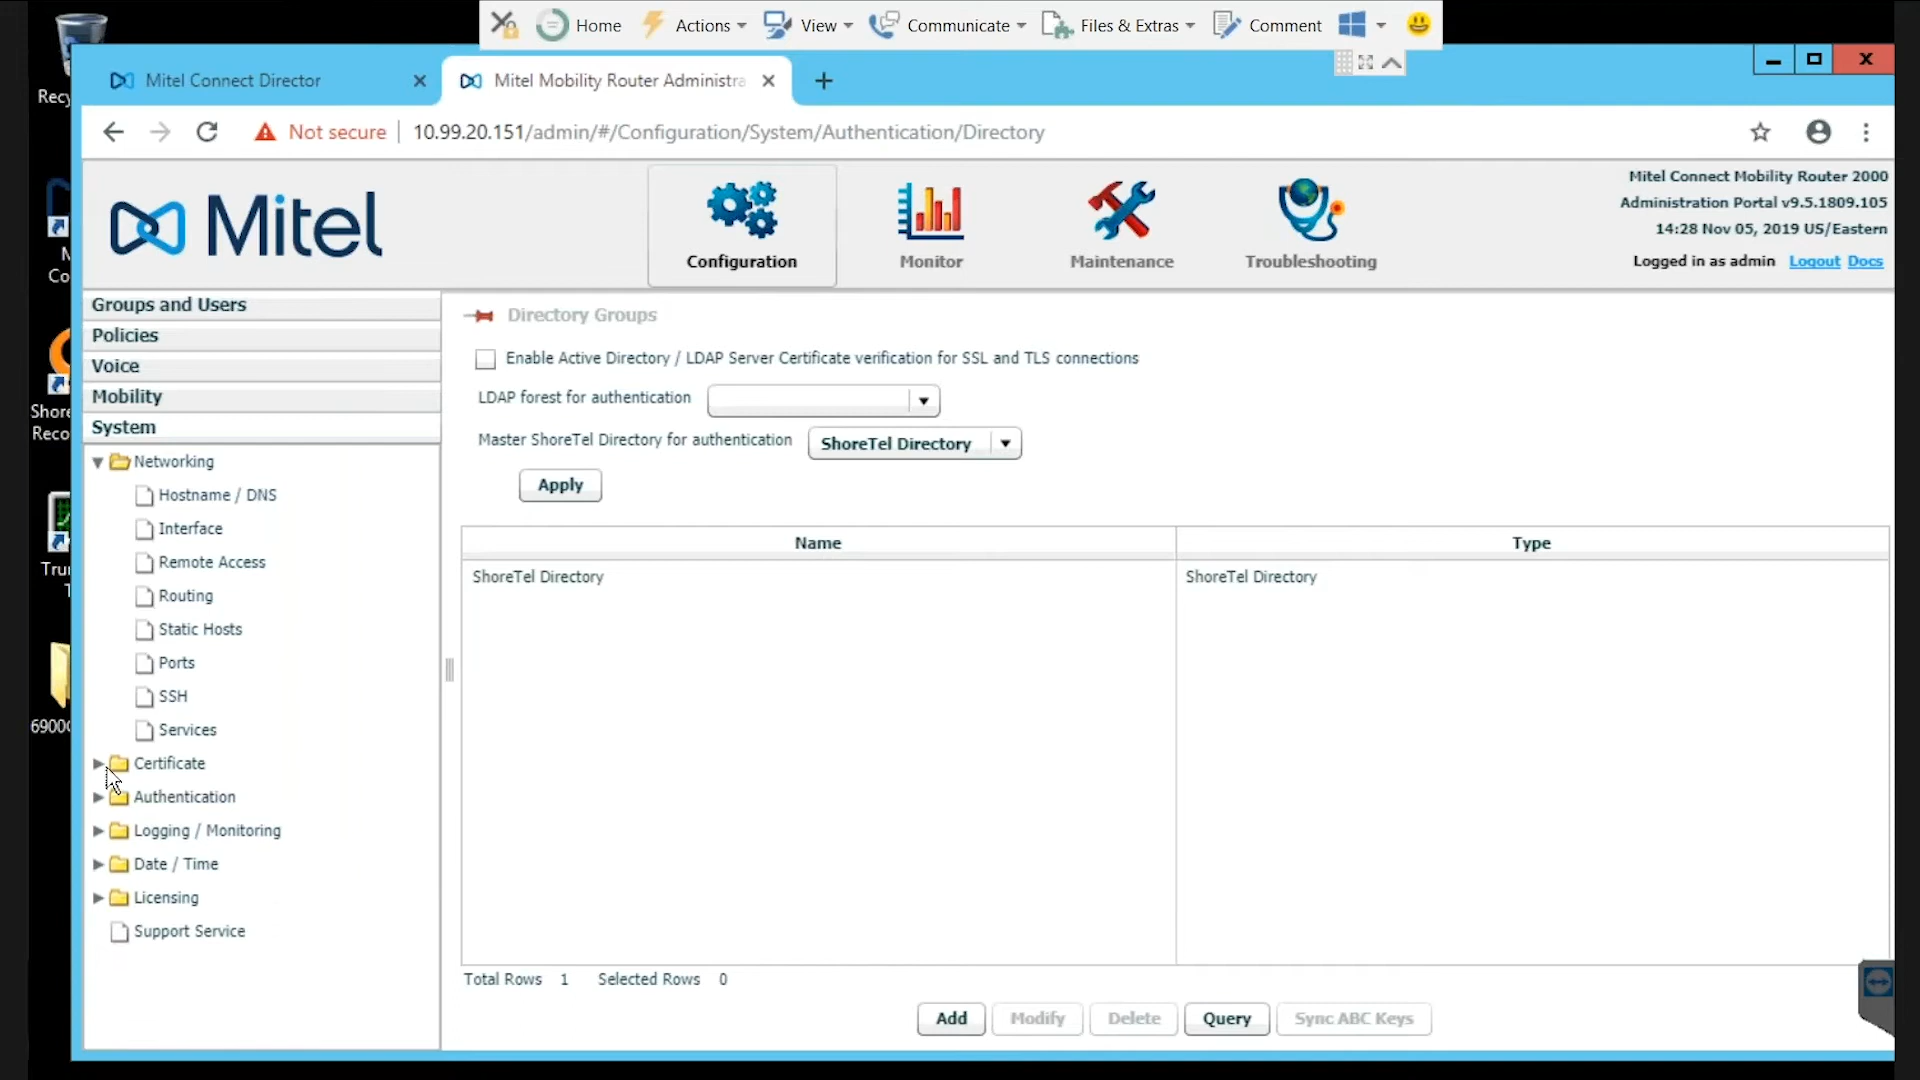 Home
Actions
View
Communicate
Files & Extras
Comment
Mitel Connect Director
Mitel Mobility Router Administra
Not secure
10.99.20.151/admin/#/Configuration/System/Authentication/Directory
Mitel
Configuration
Monitor
Maintenance
Troubleshooting
Mitel Connect Mobility Router 2000
Administration Portal v9.5.1809.105
14:28 Nov 05, 2019 US/Eastern
Logged in as admin Logout Docs
Groups and Users
Policies
Voice
Mobility
System
Networking
Hostname / DNS
Interface
Remote Access
Routing
Static Hosts
Ports
SSH
Services
Certificate
Authentication
Logging / Monitoring
Date / Time
Licensing
Support Service
Directory Groups
Enable Active Directory / LDAP Server Certificate verification for SSL and TLS connections
LDAP forest for authentication
Master ShoreTel Directory for authentication ShoreTel Directory
Apply
Name Type
ShoreTel Directory ShoreTel Directory
Total Rows 1 Selected Rows 0
Add Modify Delete Query Sync ABC Keys
Recy
M
Co
Shore
Reco
Tru
T